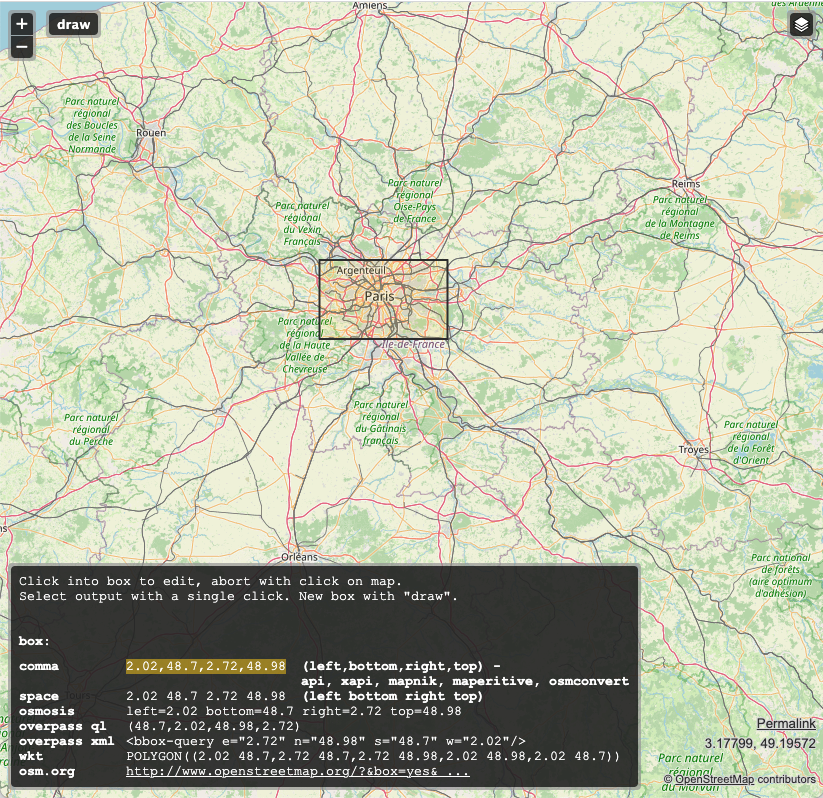 Amiens
des Ardenne
+
draw
−
Parc naturel
régional
des Boucles
de la Seine
Normande
Rouen
Parc naturel
régional
Oise-Pays
de France
Reims
Parc naturel
régional
de la Montagne
de Reims
Parc naturel
régional
du Vexin
Français
Argenteuil
Paris
Parc naturel
régional
de la Haute
Vallée de
Chevreuse
Île-de-France
Parc naturel
régional
du Gâtinais
français
Parc naturel
régional
du Perche
Troyes
Parc naturel
régional
de la Forêt
d'Orient
Orléans
Parc national
de forêts
(aire optimum
d'adhésion)
Click into box to edit, abort with click on map.
Select output with a single click. New box with "draw".
box:
comma 2.02,48.7,2.72,48.98 (left,bottom,right,top) -
api, xapi, mapnik, maperitive, osmconvert
space 2.02 48.7 2.72 48.98 (left bottom right top)
osmosis left=2.02 bottom=48.7 right=2.72 top=48.98
overpass ql (48.7,2.02,48.98,2.72)
overpass xml <bbox-query e="2.72" n="48.98" s="48.7" w="2.02"/>
wkt POLYGON((2.02 48.7,2.72 48.7,2.72 48.98,2.02 48.98,2.02 48.7))
osm.org http://www.openstreetmap.org/?&box=yes& ...
Permalink
3.17799, 49.19572
Parc naturel
régional
du Morvan
© OpenStreetMap contributors